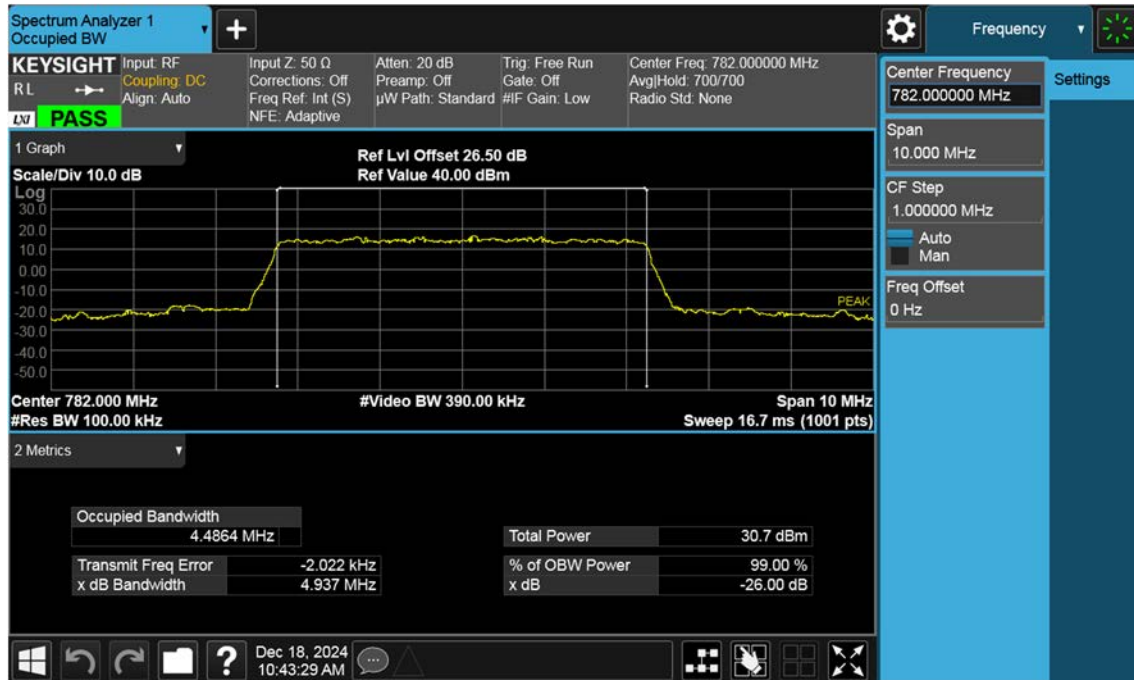 Spectrum Analyzer 1
Occupied BW
Frequency
KEYSIGHT
RL
LXI
PASS
Input: RF
Coupling: DC
Align: Auto
Input Z: 50 Ω
Corrections: Off
Freq Ref: Int (S)
NFE: Adaptive
Atten: 20 dB
Preamp: Off
µW Path: Standard
Trig: Free Run
Gate: Off
#IF Gain: Low
Center Freq: 782.000000 MHz
Avg|Hold: 700/700
Radio Std: None
1 Graph
Scale/Div 10.0 dB
Ref Lvl Offset 26.50 dB
Ref Value 40.00 dBm
Log
30.0
20.0
10.0
0.00
-10.0
-20.0
-30.0
-40.0
-50.0
PEAK
Center 782.000 MHz
#Video BW 390.00 kHz
Span 10 MHz
#Res BW 100.00 kHz
Sweep 16.7 ms (1001 pts)
2 Metrics
Occupied Bandwidth
4.4864 MHz
Total Power 30.7 dBm
Transmit Freq Error -2.022 kHz
% of OBW Power 99.00 %
x dB Bandwidth 4.937 MHz
x dB -26.00 dB
Center Frequency
782.000000 MHz
Settings
Span
10.000 MHz
CF Step
1.000000 MHz
Auto
Man
Freq Offset
0 Hz
?
Dec 18, 2024
10:43:29 AM